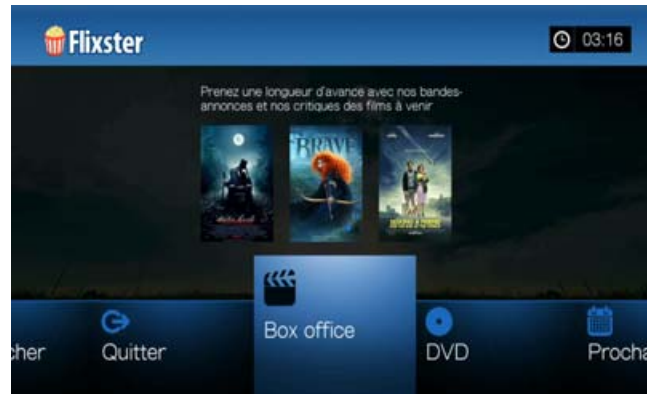 Flixster
03:16
Prenez une longueur d'avance avec nos bandes-
annonces et nos critiques des films à venir
BRAVE
cher
Quitter
Box office
DVD
Procha